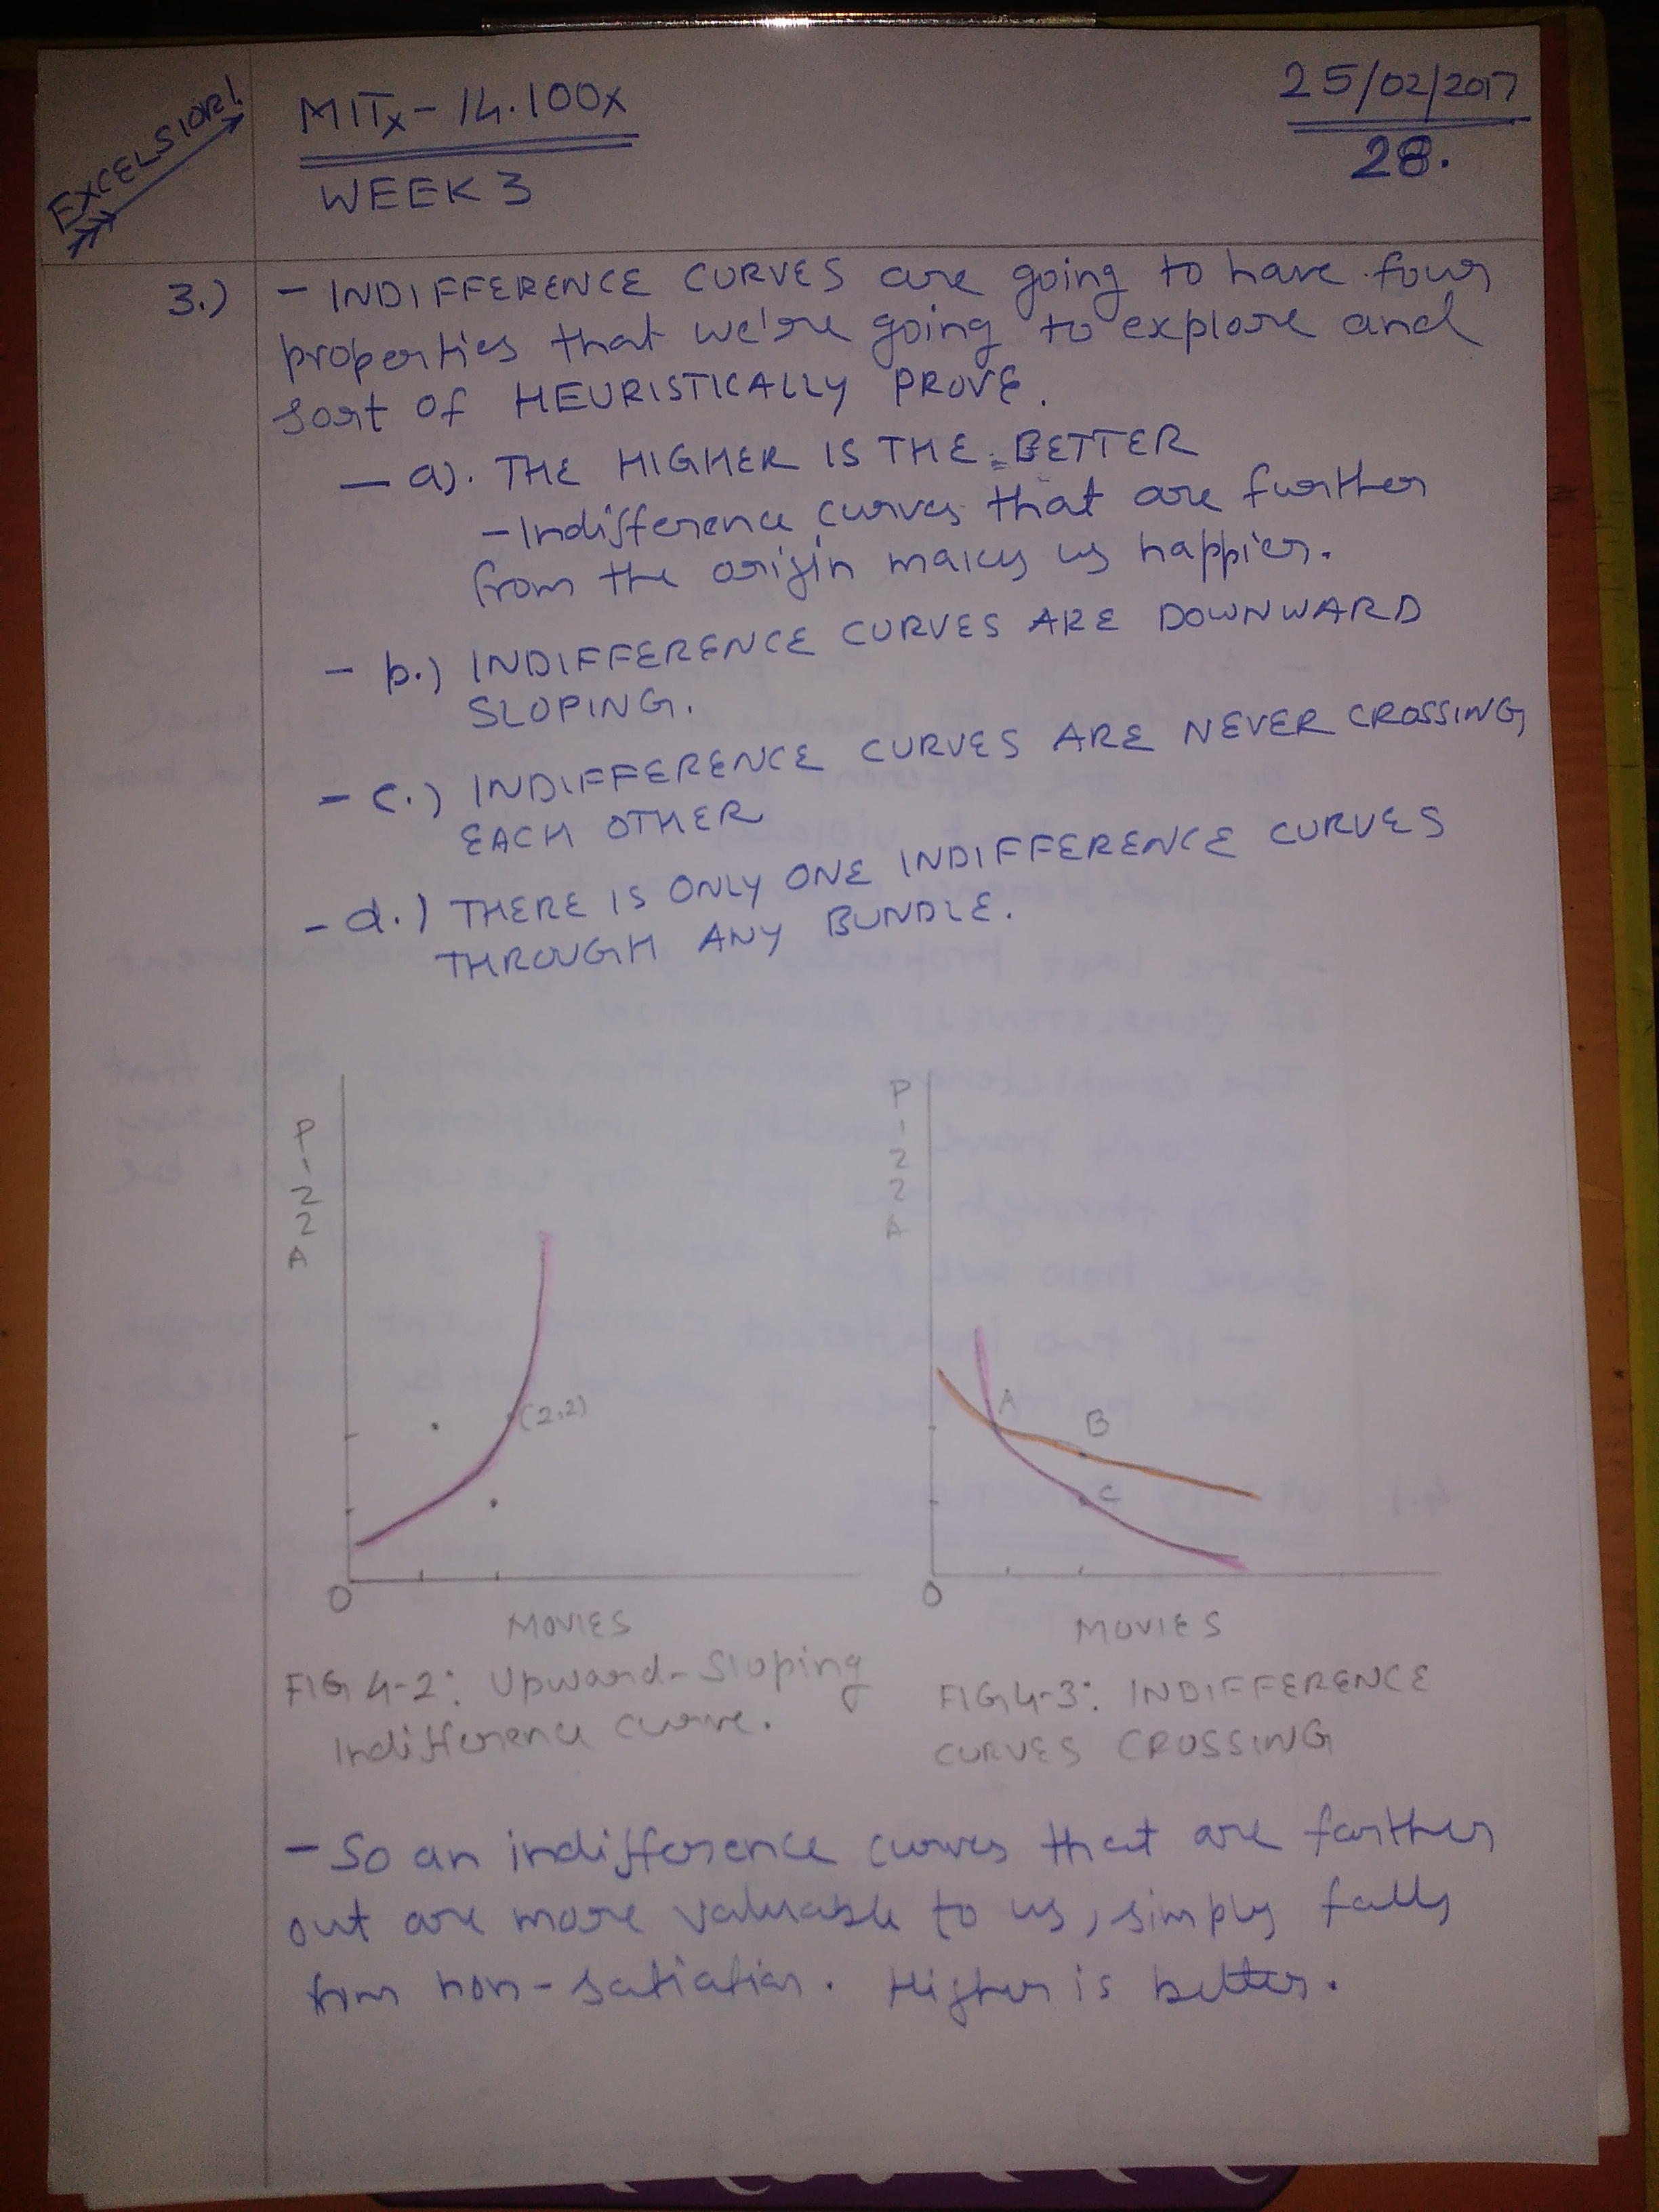 EXCELSIOR!
MITx - 14.100x
WEEK 3
25/02/2017
28.
3.) - INDIFFERENCE CURVES are going to have four
properties that we're going to explore and
sort of HEURISTICALLY PROVE.
- a). THE HIGHER IS THE BETTER
- Indifference curves that are further
from the origin makes us happier.
- b.) INDIFFERENCE CURVES ARE DOWNWARD
SLOPING.
- c.) INDIFFERENCE CURVES ARE NEVER CROSSING
EACH OTHER
- d.) THERE IS ONLY ONE INDIFFERENCE CURVES
THROUGH ANY BUNDLE.
PIZZA
(2,2)
O
MOVIES
FIG 4-2: Upward-Sloping
Indifference curve.
PIZZA
A
B
C
O
MOVIES
FIG 4-3: INDIFFERENCE
CURVES CROSSING
- So an indifference curves that are farther
out are more valuable to us, simply falls
from non-satiation. Higher is better.